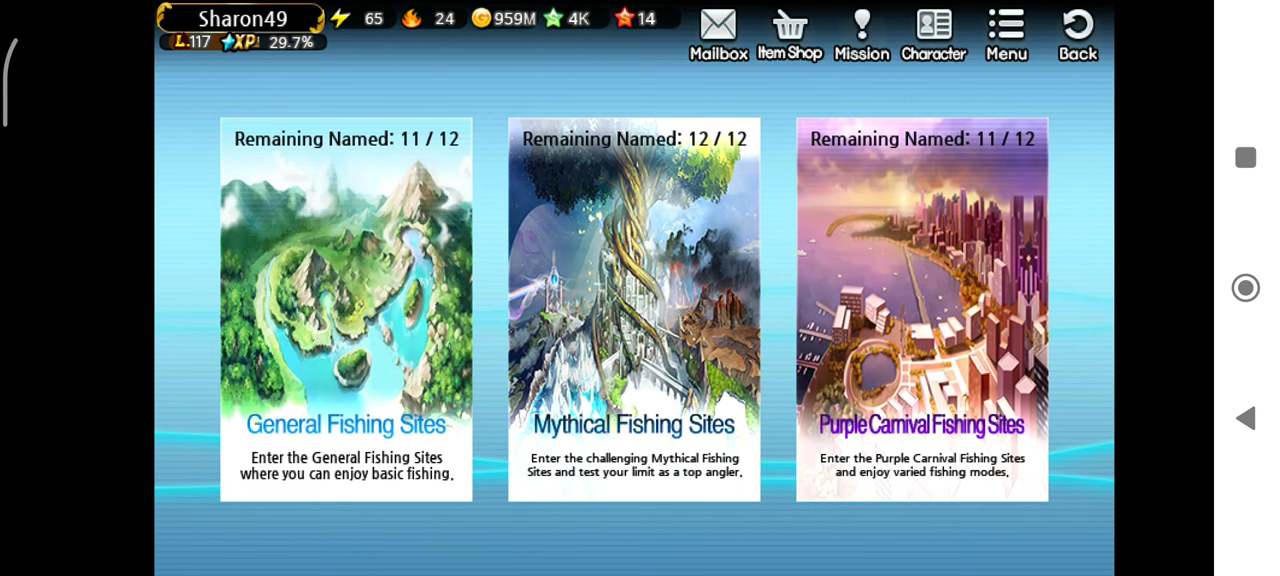 Sharon49 65 24 959M 4K 14
L.117 XP! 29.7%
Mailbox Item Shop Mission Character Menu Back
Remaining Named: 11 / 12
General Fishing Sites
Enter the General Fishing Sites
where you can enjoy basic fishing.
Remaining Named: 12 / 12
Mythical Fishing Sites
Enter the challenging Mythical Fishing
Sites and test your limit as a top angler.
Remaining Named: 11 / 12
Purple Carnival Fishing Sites
Enter the Purple Carnival Fishing Sites
and enjoy varied fishing modes.